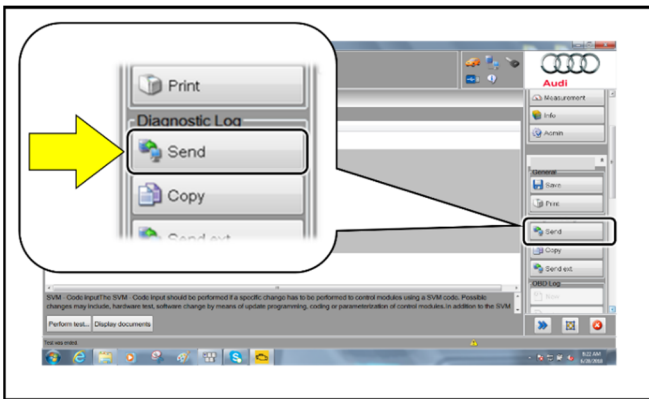 Print
Diagnostic Log
Send
Copy
Send ext
Audi
Measurement
Info
Admin
General
Save
Print
Send
Copy
Send ext
OBD Log
SVM - Code inputThe SVM - Code Input should be performed if a specific change has to be performed to control modules using a SVM code. Possible
changes may include, hardware test, software change by means of update programming, coding or parameterization of control modules. In addition to the SVM
Perform test... Display documents
Test was ended.